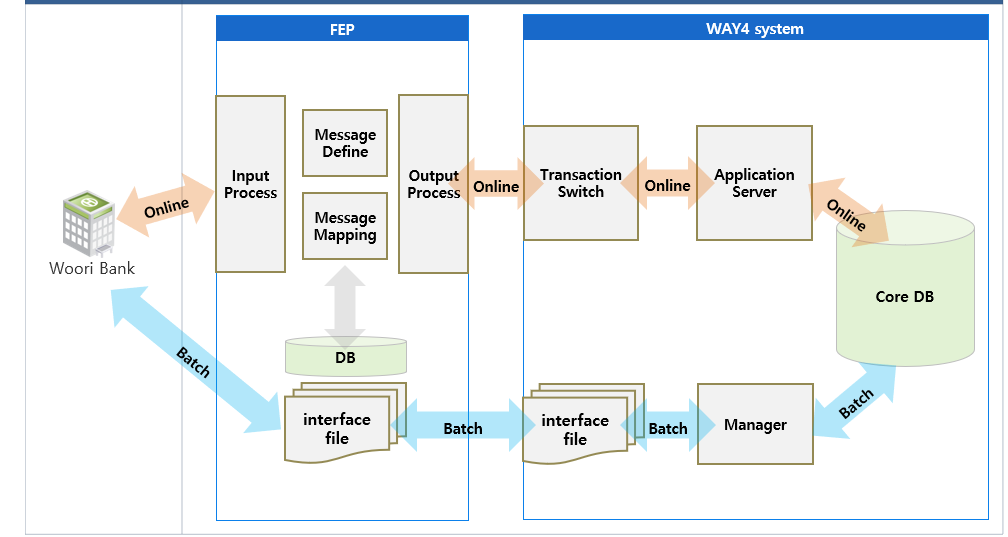 FEP
WAY4 system
Message
Define
Input
Process
Output
Process
Message
Mapping
Online
Online
Transaction
Switch
Online
Application
Server
Online
Woori Bank
Core DB
DB
Batch
interface
file
Batch
interface
file
Batch
Manager
Batch